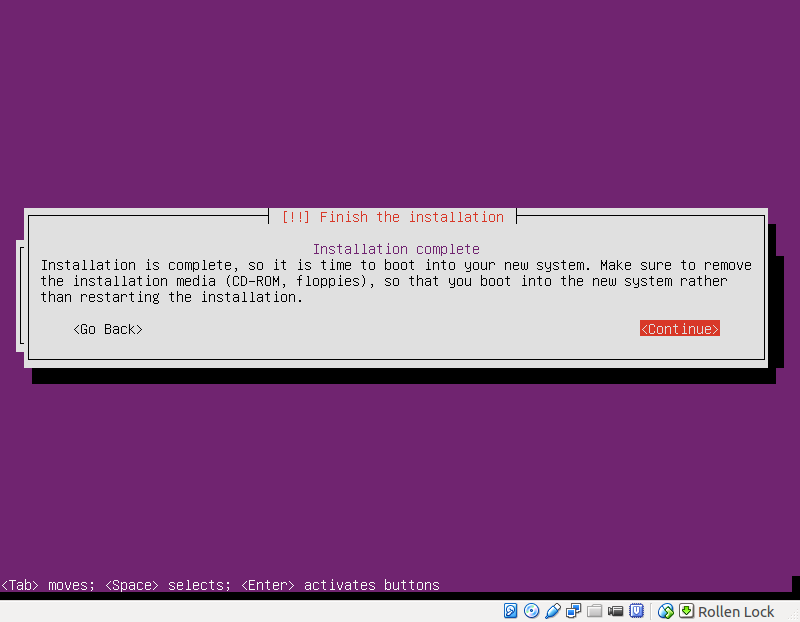 [!!] Finish the installation
Installation complete
Installation is complete, so it is time to boot into your new system. Make sure to remove
the installation media (CD-ROM, floppies), so that you boot into the new system rather
than restarting the installation.
<Go Back> <Continue>
<Tab> moves; <Space> selects; <Enter> activates buttons
Rollen Lock